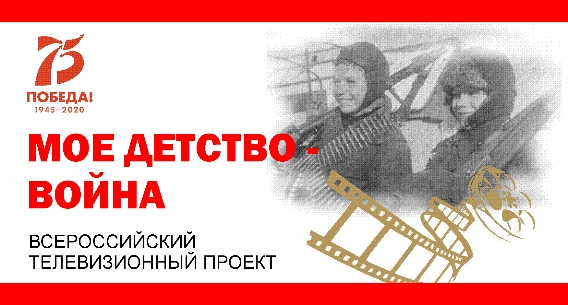 75
ПОБЕДА!
1945–2020
МОЕ ДЕТСТВО -
ВОЙНА
ВСЕРОССИЙСКИЙ
ТЕЛЕВИЗИОННЫЙ ПРОЕКТ